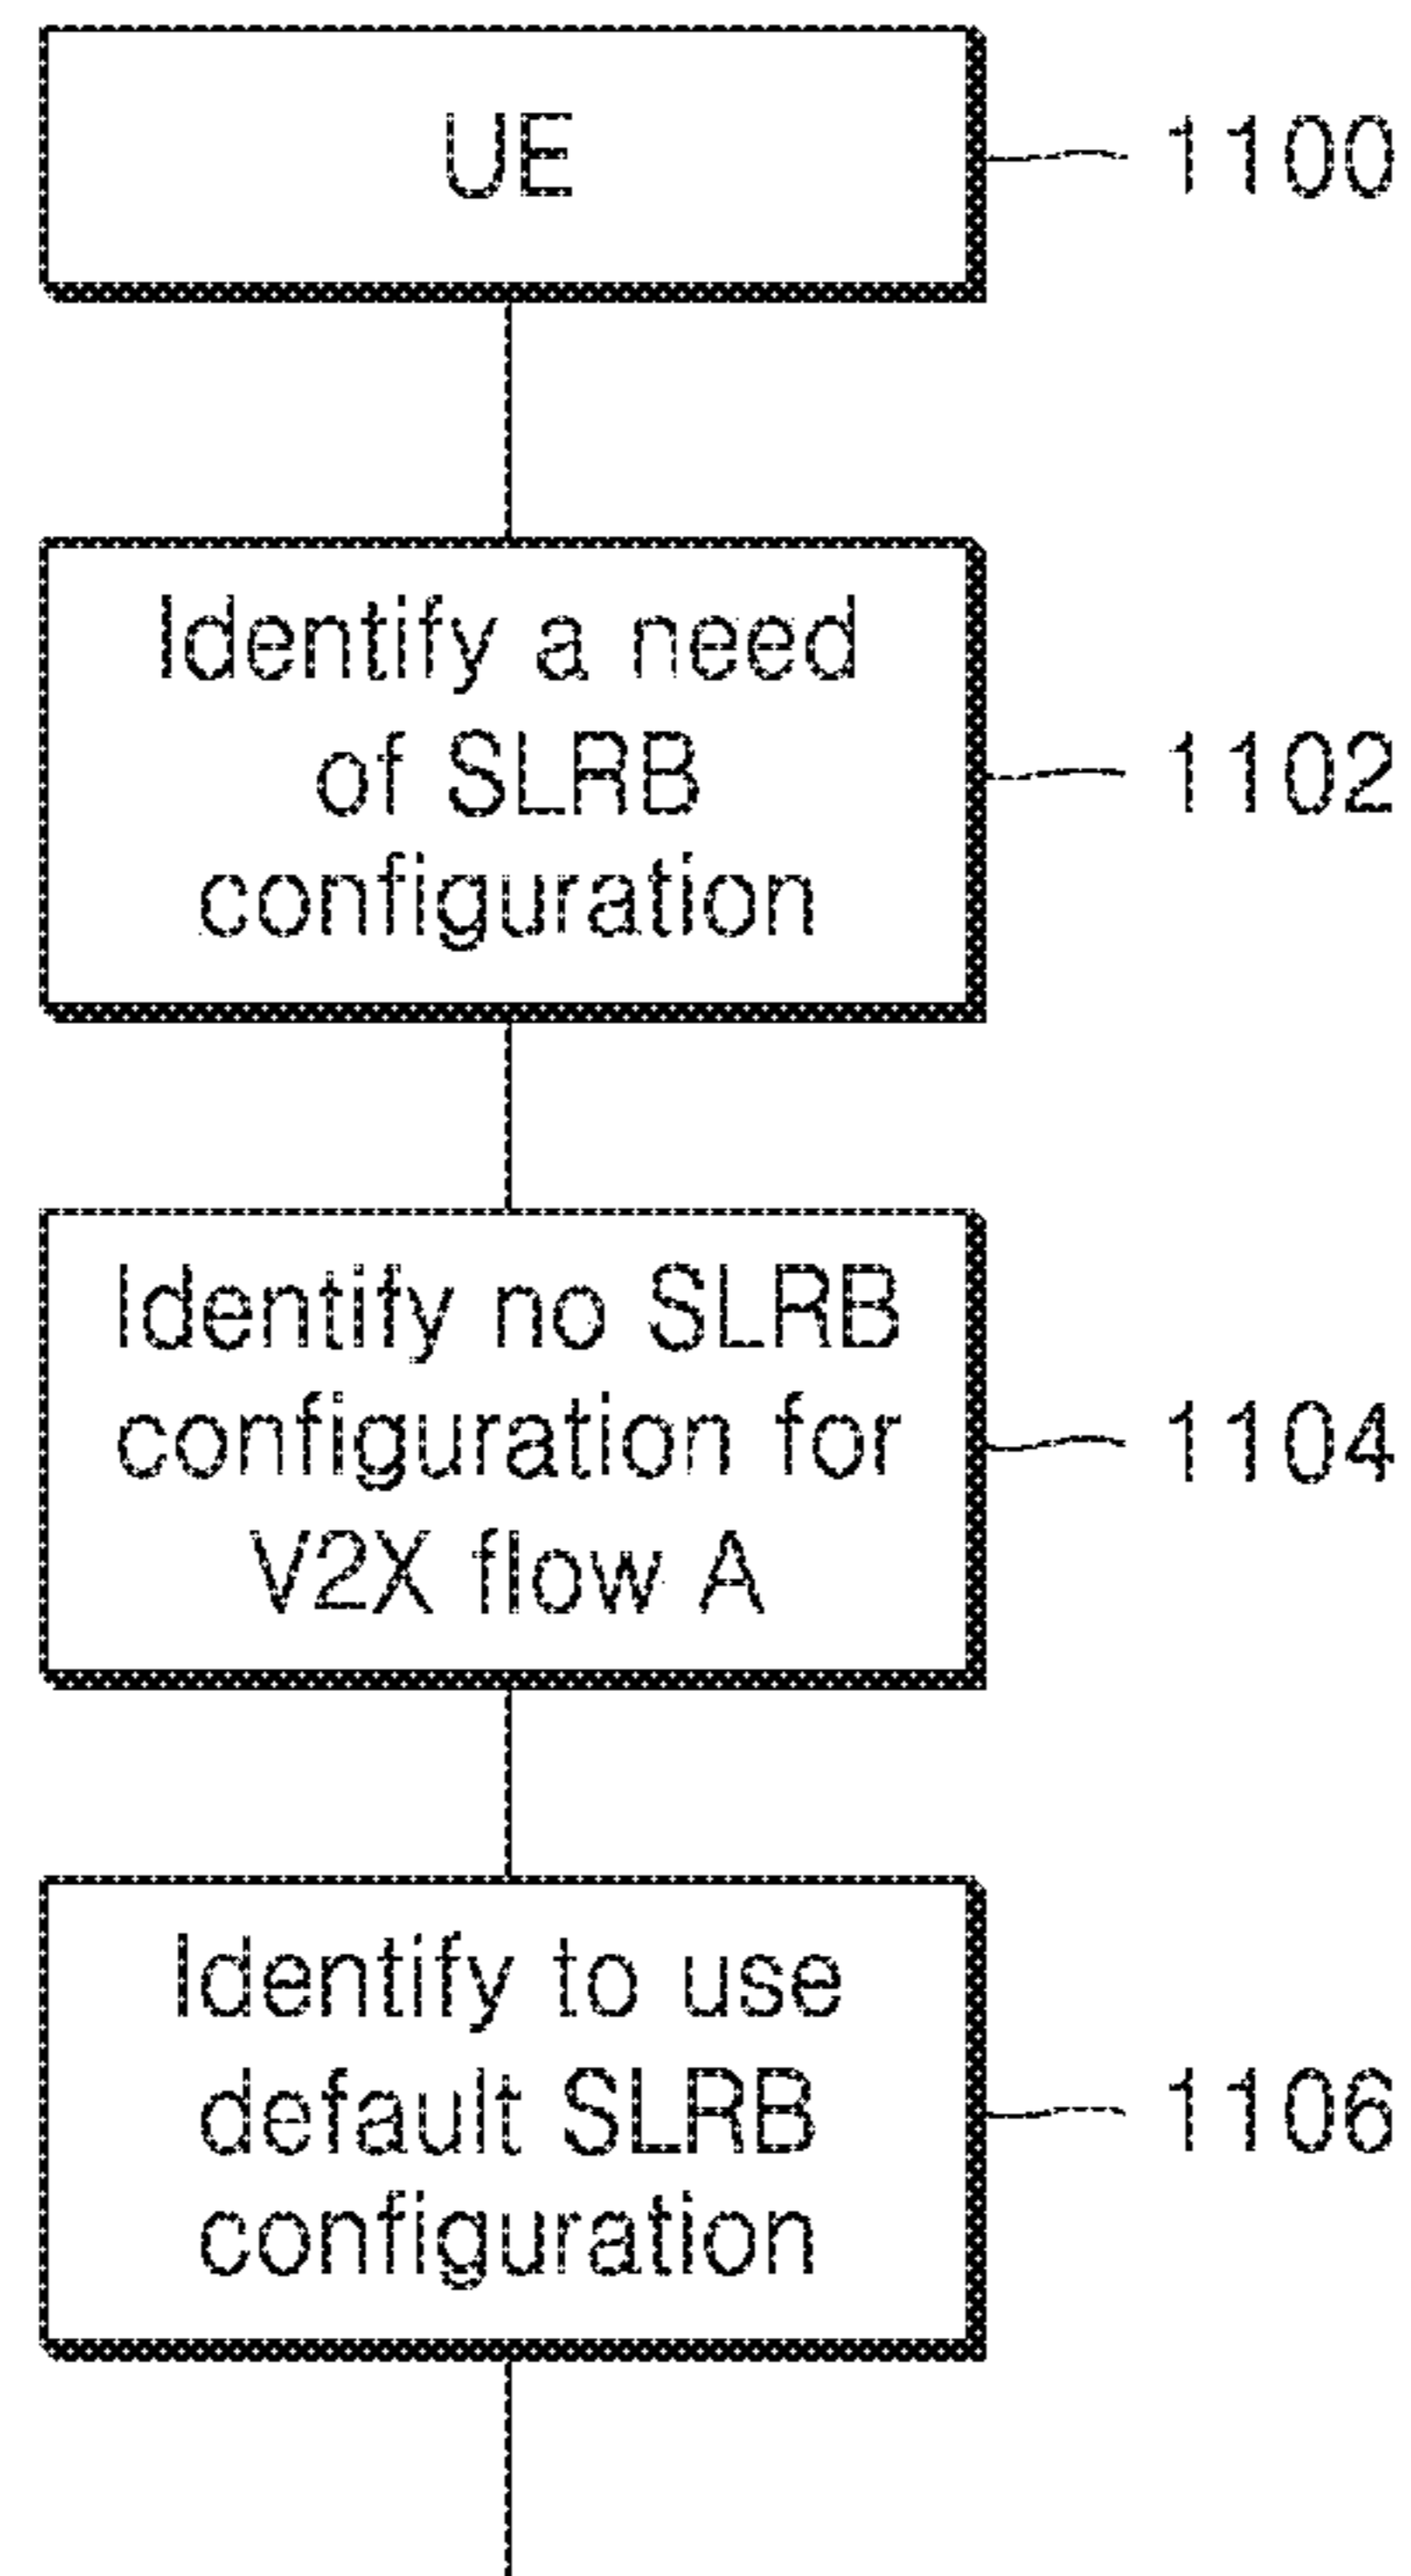 UE
1100
Identify a need
of SLRB
configuration
1102
Identify no SLRB
configuration for
V2X flow A
1104
Identify to use
default SLRB
configuration
1106